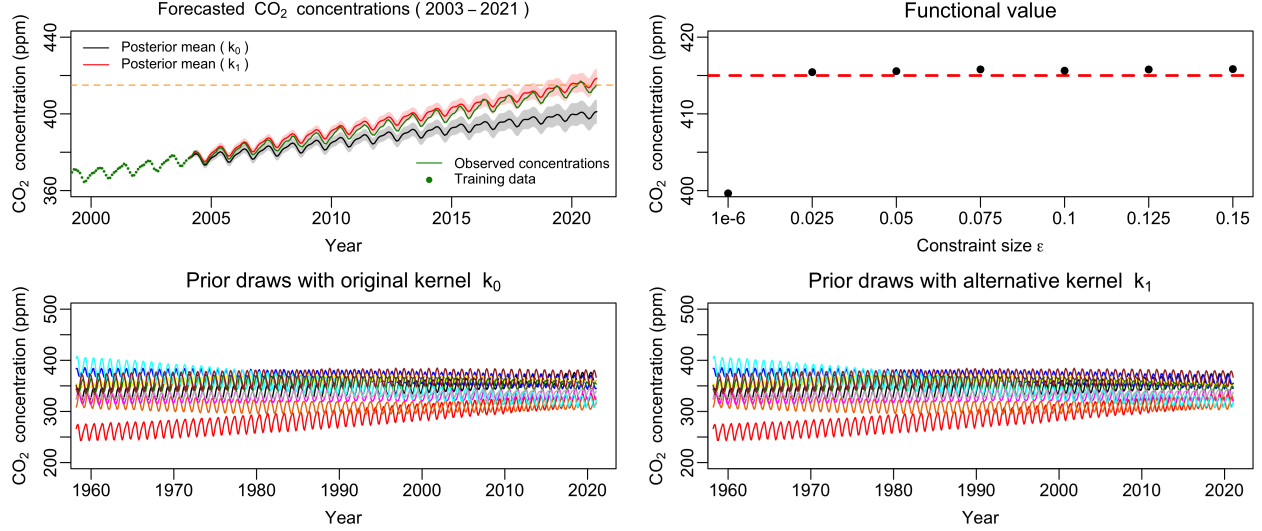 Forecasted CO₂ concentrations ( 2003 – 2021 )
CO₂ concentration (ppm)
440
400
360
Posterior mean ( k₀ )
Posterior mean ( k₁ )
Observed concentrations
Training data
2000 2005 2010 2015 2020
Year
Functional value
CO₂ concentration (ppm)
420
410
400
1e-6 0.025 0.05 0.075 0.1 0.125 0.15
Constraint size ε
Prior draws with original kernel k₀
CO₂ concentration (ppm)
500
400
300
200
1960 1970 1980 1990 2000 2010 2020
Year
Prior draws with alternative kernel k₁
CO₂ concentration (ppm)
500
400
300
200
1960 1970 1980 1990 2000 2010 2020
Year